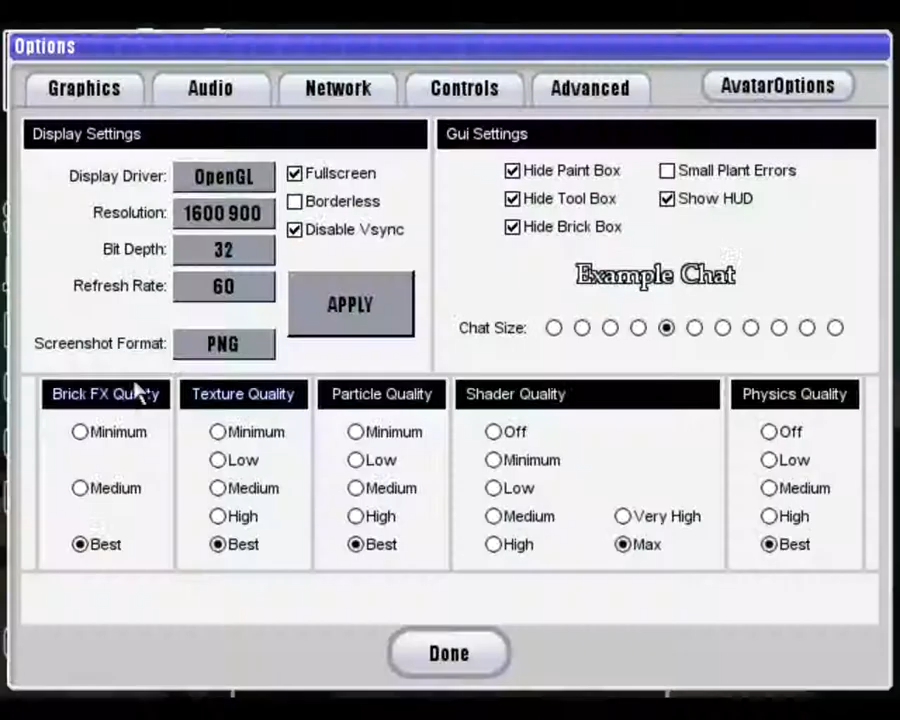 Options
Graphics
Audio
Network
Controls
Advanced
AvatarOptions
Display Settings
Display Driver: OpenGL
Resolution: 1600 900
Bit Depth: 32
Refresh Rate: 60
Screenshot Format: PNG
Fullscreen
Borderless
Disable Vsync
APPLY
Gui Settings
Hide Paint Box
Hide Tool Box
Hide Brick Box
Small Plant Errors
Show HUD
Example Chat
Chat Size:
Brick FX Quality
Minimum
Medium
Best
Texture Quality
Minimum
Low
Medium
High
Best
Particle Quality
Minimum
Low
Medium
High
Best
Shader Quality
Off
Minimum
Low
Medium
High
Very High
Max
Physics Quality
Off
Low
Medium
High
Best
Done